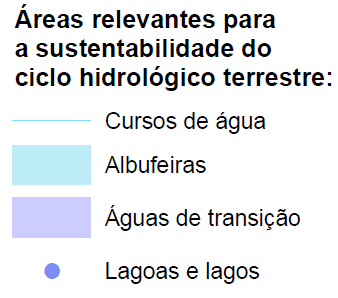 Áreas relevantes para
a sustentabilidade do
ciclo hidrológico terrestre:
Cursos de água
Albufeiras
Águas de transição
Lagoas e lagos